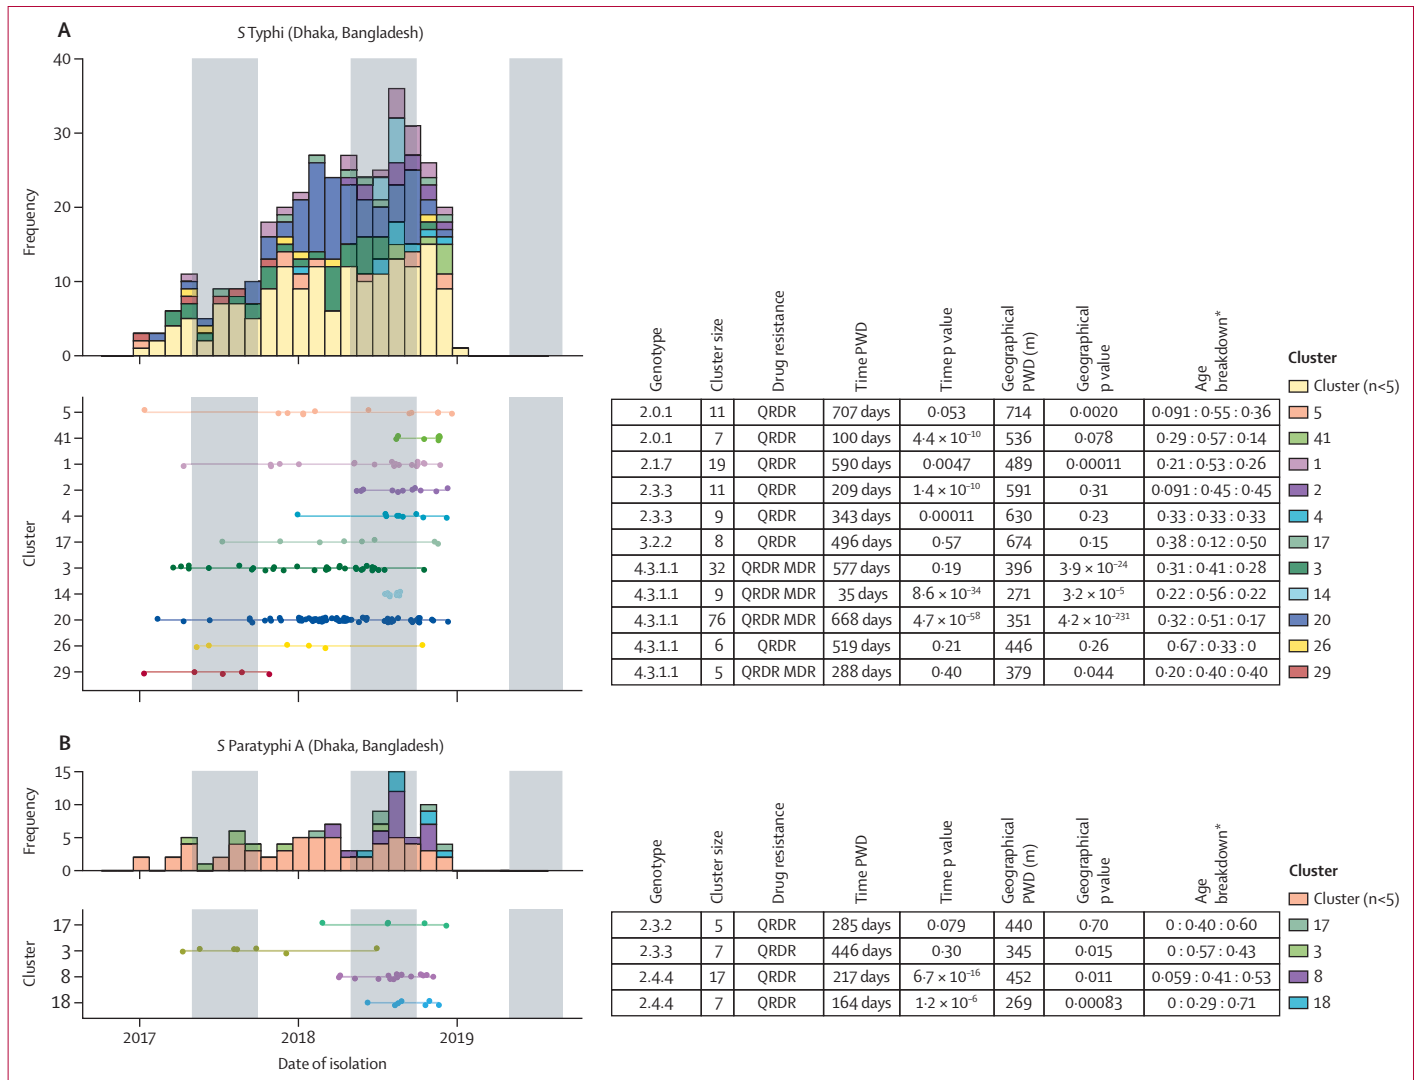 A
S Typhi (Dhaka, Bangladesh)
40
30
20
10
0
Frequency
Genotype
Cluster size
Drug resistance
Time PWD
Time p value
Geographical PWD (m)
Geographical p value
Age breakdown*
Cluster
Cluster (n<5)
5 2.0.1 11 QRDR 707 days 0·053 714 0·0020 0·091 : 0·55 : 0·36 5
41 2.0.1 7 QRDR 100 days 4·4 × 10⁻¹⁰ 536 0·078 0·29 : 0·57 : 0·14 41
1 2.1.7 19 QRDR 590 days 0·0047 489 0·00011 0·21 : 0·53 : 0·26 1
2 2.3.3 11 QRDR 209 days 1·4 × 10⁻¹⁰ 591 0·31 0·091 : 0·45 : 0·45 2
4 2.3.3 9 QRDR 343 days 0·00011 630 0·23 0·33 : 0·33 : 0·33 4
17 3.2.2 8 QRDR 496 days 0·57 674 0·15 0·38 : 0·12 : 0·50 17
3 4.3.1.1 32 QRDR MDR 577 days 0·19 396 3·9 × 10⁻²⁴ 0·31 : 0·41 : 0·28 3
14 4.3.1.1 9 QRDR MDR 35 days 8·6 × 10⁻³⁴ 271 3·2 × 10⁻⁵ 0·22 : 0·56 : 0·22 14
20 4.3.1.1 76 QRDR MDR 668 days 4·7 × 10⁻⁵⁸ 351 4·2 × 10⁻²³¹ 0·32 : 0·51 : 0·17 20
26 4.3.1.1 6 QRDR 519 days 0·21 446 0·26 0·67 : 0·33 : 0 26
29 4.3.1.1 5 QRDR MDR 288 days 0·40 379 0·044 0·20 : 0·40 : 0·40 29
Cluster
B
S Paratyphi A (Dhaka, Bangladesh)
15
10
5
0
Frequency
Genotype
Cluster size
Drug resistance
Time PWD
Time p value
Geographical PWD (m)
Geographical p value
Age breakdown*
Cluster
Cluster (n<5)
17 2.3.2 5 QRDR 285 days 0·079 440 0·70 0 : 0·40 : 0·60 17
3 2.3.3 7 QRDR 446 days 0·30 345 0·015 0 : 0·57 : 0·43 3
8 2.4.4 17 QRDR 217 days 6·7 × 10⁻¹⁶ 452 0·011 0·059 : 0·41 : 0·53 8
18 2.4.4 7 QRDR 164 days 1·2 × 10⁻⁶ 269 0·00083 0 : 0·29 : 0·71 18
Cluster
2017 2018 2019
Date of isolation